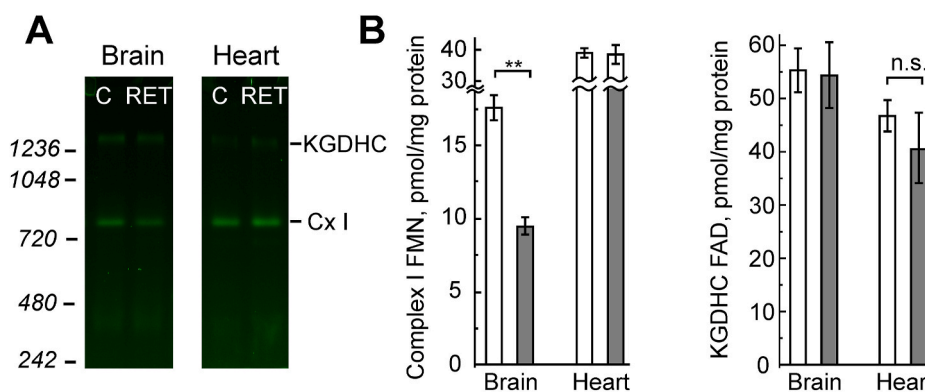 A
Brain Heart
C RET C RET
KGDHC
1236
1048
Cx I
720
480
242
B
Complex I FMN, pmol/mg protein
40
30
**
15
10
5
0
Brain Heart
KGDHC FAD, pmol/mg protein
60
n.s.
50
40
30
20
10
0
Brain Hear